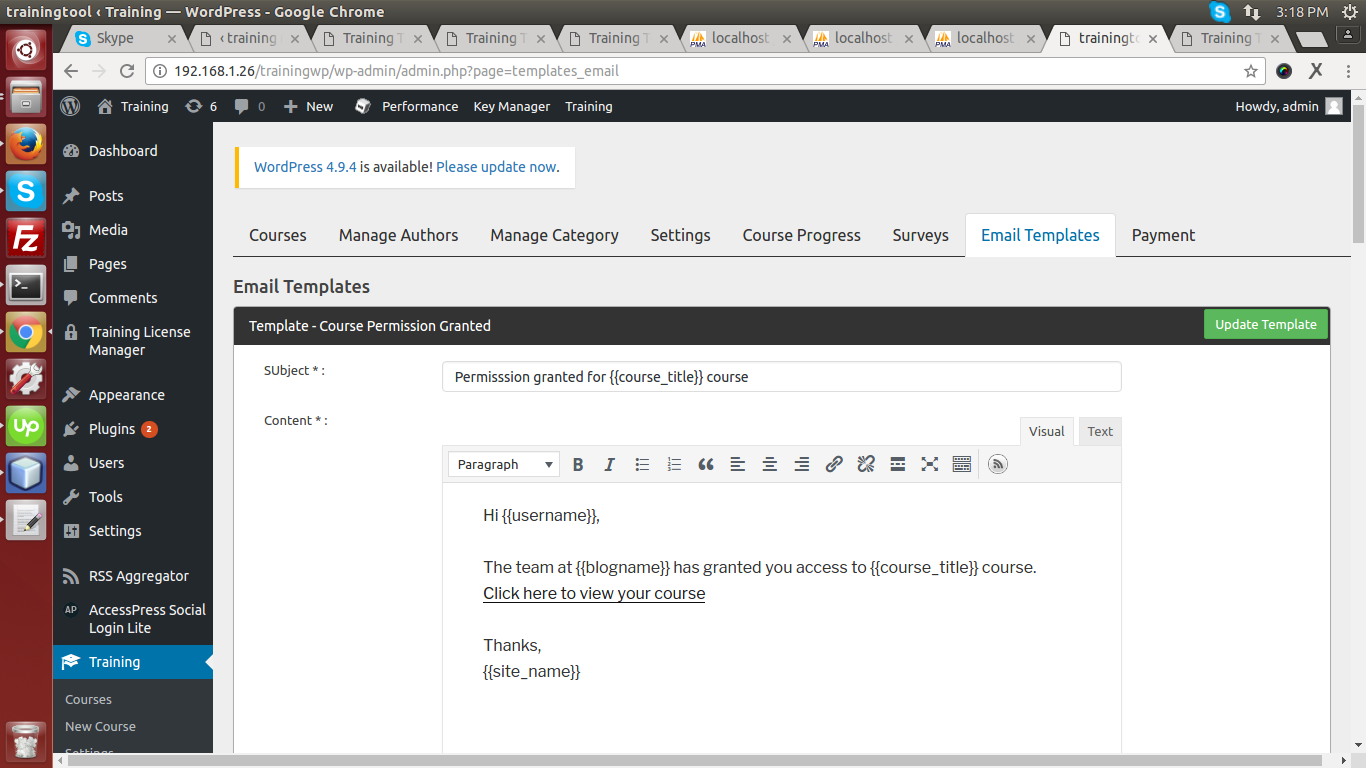 trainingtool ‹ Training — WordPress - Google Chrome
3:18 PM
Skype
‹ training
Training T
Training T
Training T
localhost
localhost
localhost
trainingto
Training T
192.168.1.26/trainingwp/wp-admin/admin.php?page=templates_email
Training 6 0 New Performance Key Manager Training
Howdy, admin
Dashboard
Posts
Media
Pages
Comments
Training License
Manager
Appearance
Plugins 2
Users
Tools
Settings
RSS Aggregator
AP AccessPress Social
Login Lite
Training
Courses
New Course
Settings
WordPress 4.9.4 is available! Please update now.
Courses Manage Authors Manage Category Settings Course Progress Surveys Email Templates Payment
Email Templates
Template - Course Permission Granted
Update Template
SUbject * :
Permisssion granted for {{course_title}} course
Content * :
Visual Text
Paragraph
Hi {{username}},
The team at {{blogname}} has granted you access to {{course_title}} course.
Click here to view your course
Thanks,
{{site_name}}